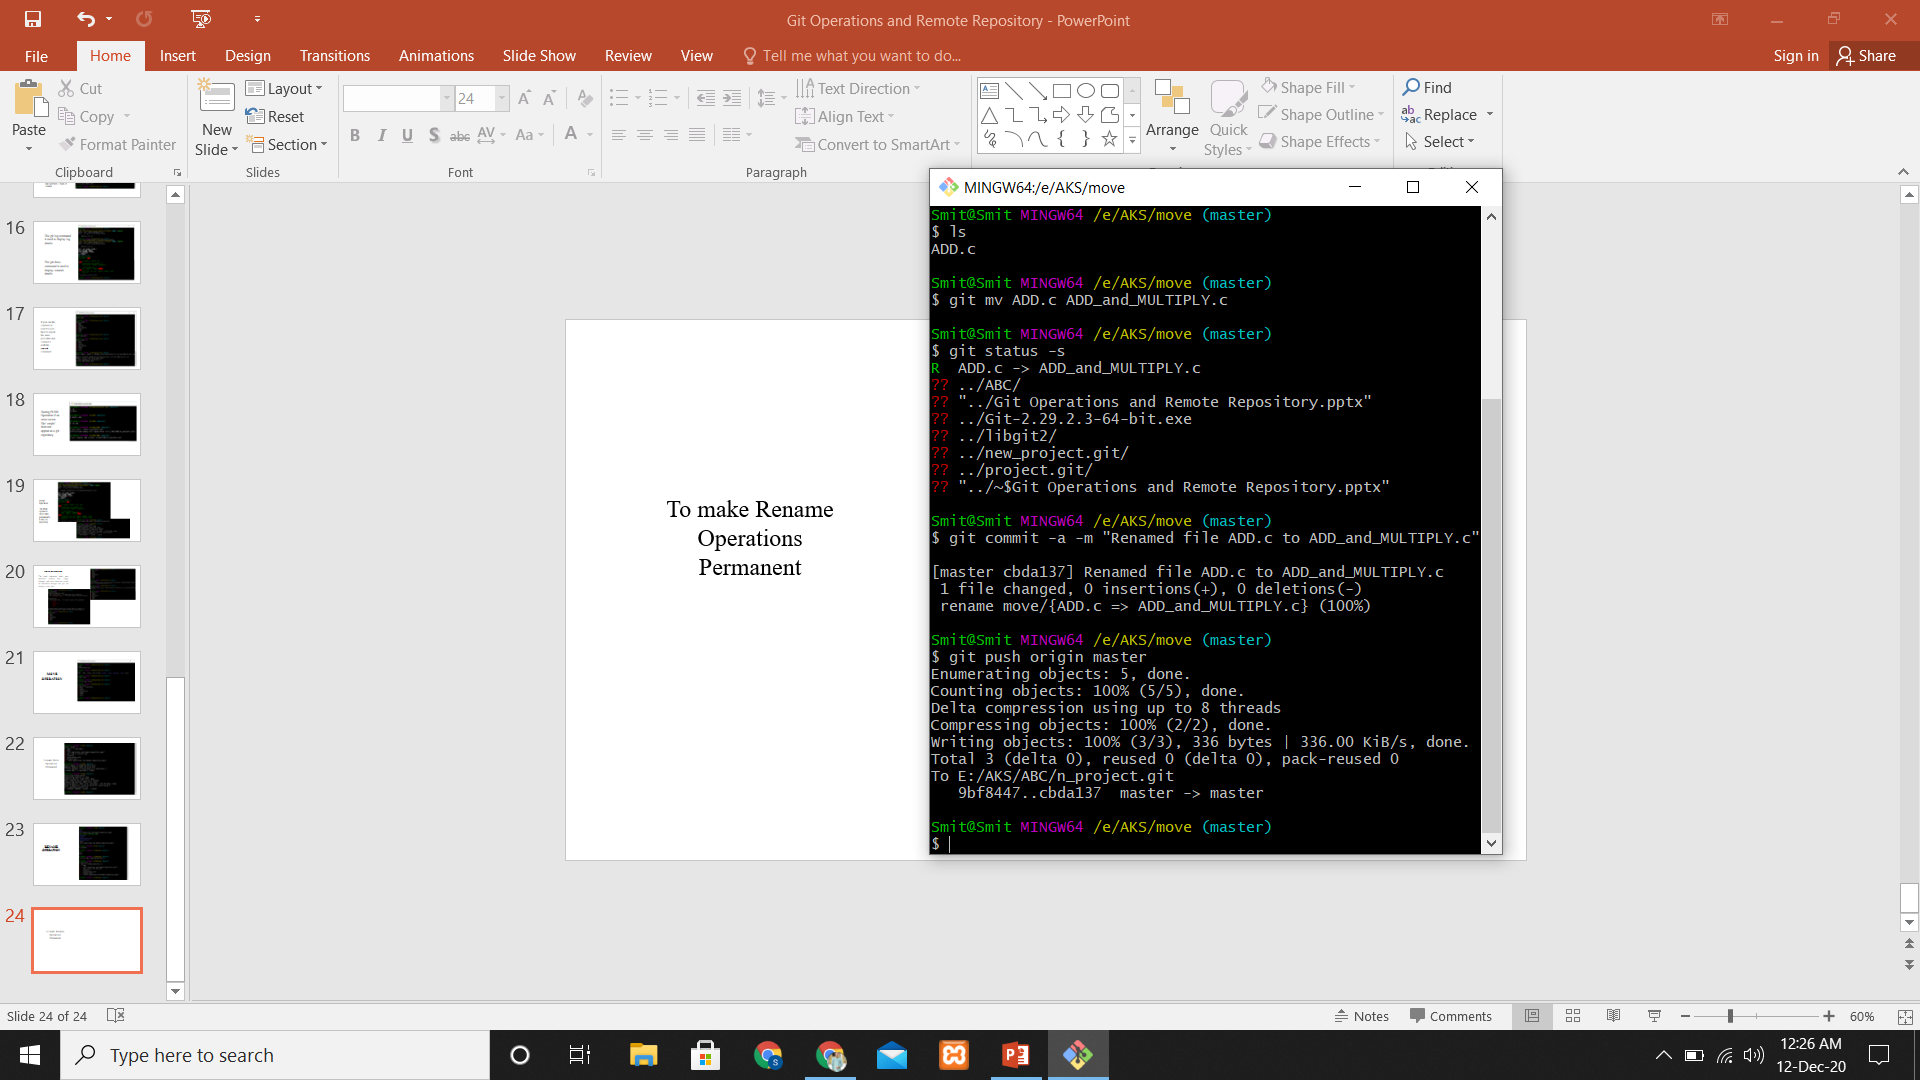 Git Operations and Remote Repository - PowerPoint
File Home Insert Design Transitions Animations Slide Show Review View Tell me what you want to do... Sign in Share
Paste
Cut
Copy
Format Painter
Clipboard
New
Slide
Layout
Reset
Section
Slides
24
B I U S abc AV Aa A
Font
Text Direction
Align Text
Convert to SmartArt
Paragraph
Arrange
Quick
Styles
Shape Fill
Shape Outline
Shape Effects
Find
Replace
Select
16
17
18
19
20
21
22
23
24
To make Rename
Operations
Permanent
MINGW64:/e/AKS/move
Smit@Smit MINGW64 /e/AKS/move (master)
$ ls
ADD.c
Smit@Smit MINGW64 /e/AKS/move (master)
$ git mv ADD.c ADD_and_MULTIPLY.c
Smit@Smit MINGW64 /e/AKS/move (master)
$ git status -s
R  ADD.c -> ADD_and_MULTIPLY.c
?? ../ABC/
?? "../Git Operations and Remote Repository.pptx"
?? ../Git-2.29.2.3-64-bit.exe
?? ../libgit2/
?? ../new_project.git/
?? ../project.git/
?? "../~$Git Operations and Remote Repository.pptx"
Smit@Smit MINGW64 /e/AKS/move (master)
$ git commit -a -m "Renamed file ADD.c to ADD_and_MULTIPLY.c"
[master cbda137] Renamed file ADD.c to ADD_and_MULTIPLY.c
1 file changed, 0 insertions(+), 0 deletions(-)
rename move/{ADD.c => ADD_and_MULTIPLY.c} (100%)
Smit@Smit MINGW64 /e/AKS/move (master)
$ git push origin master
Enumerating objects: 5, done.
Counting objects: 100% (5/5), done.
Delta compression using up to 8 threads
Compressing objects: 100% (2/2), done.
Writing objects: 100% (3/3), 336 bytes | 336.00 KiB/s, done.
Total 3 (delta 0), reused 0 (delta 0), pack-reused 0
To E:/AKS/ABC/n_project.git
9bf8447..cbda137  master -> master
Smit@Smit MINGW64 /e/AKS/move (master)
$
Slide 24 of 24
Notes
Comments
60%
Type here to search
12:26 AM
12-Dec-20